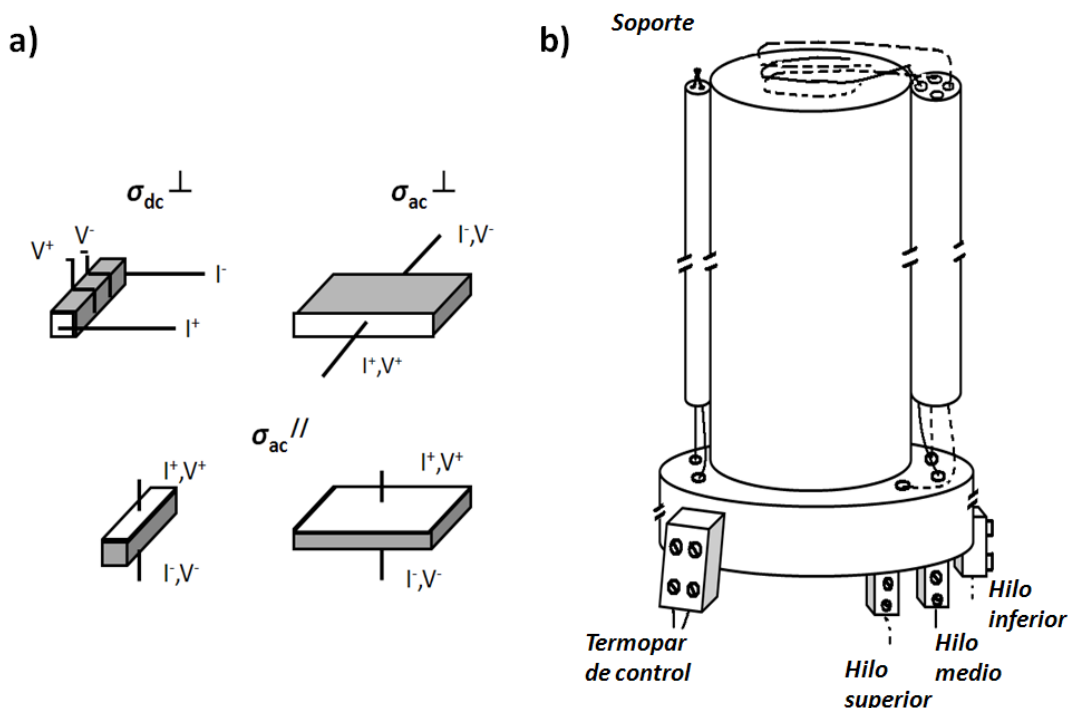 a)
σdc⊥
V⁺
V⁻
I⁻
I⁺
σac⊥
I⁻,V⁻
I⁺,V⁺
σac//
I⁺,V⁺
I⁻,V⁻
I⁺,V⁺
I⁻,V⁻
b)
Soporte
Termopar
de control
Hilo
superior
Hilo
medio
Hilo
inferior